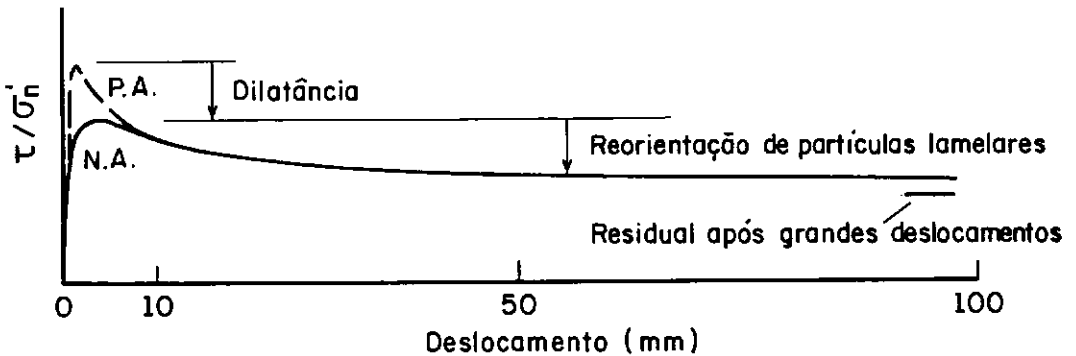 τ/σ'n
P.A.
Dilatância
N.A.
Reorientação de partículas lamelares
Residual após grandes deslocamentos
0 10 50 100
Deslocamento (mm)